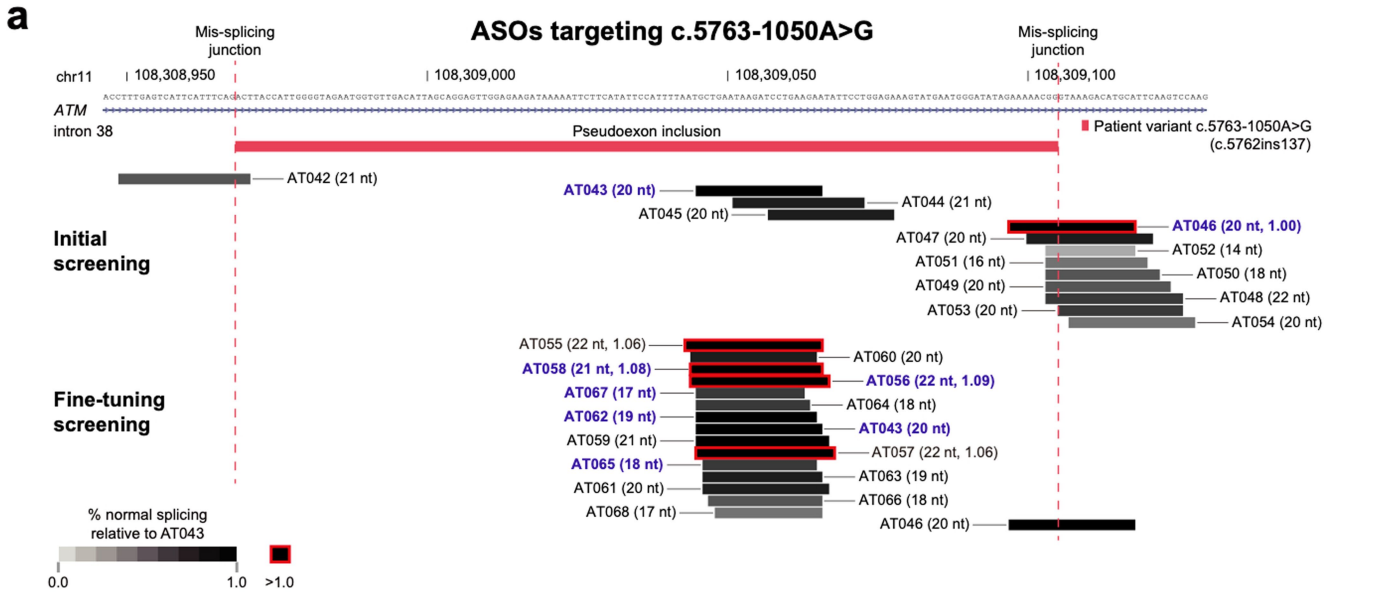 a
ASOs targeting c.5763-1050A>G
Mis-splicing
junction
Mis-splicing
junction
chr11
108,308,950
108,309,000
108,309,050
108,309,100
ATM
intron 38
Pseudoexon inclusion
Patient variant c.5763-1050A>G
(c.5762ins137)
AT042 (21 nt)
AT043 (20 nt)
AT044 (21 nt)
AT045 (20 nt)
Initial
screening
AT046 (20 nt, 1.00)
AT047 (20 nt)
AT052 (14 nt)
AT051 (16 nt)
AT050 (18 nt)
AT049 (20 nt)
AT048 (22 nt)
AT053 (20 nt)
AT054 (20 nt)
Fine-tuning
screening
AT055 (22 nt, 1.06)
AT060 (20 nt)
AT058 (21 nt, 1.08)
AT056 (22 nt, 1.09)
AT067 (17 nt)
AT064 (18 nt)
AT062 (19 nt)
AT043 (20 nt)
AT059 (21 nt)
AT057 (22 nt, 1.06)
AT065 (18 nt)
AT063 (19 nt)
AT061 (20 nt)
AT066 (18 nt)
AT068 (17 nt)
AT046 (20 nt)
% normal splicing
relative to AT043
0.0
1.0
>1.0